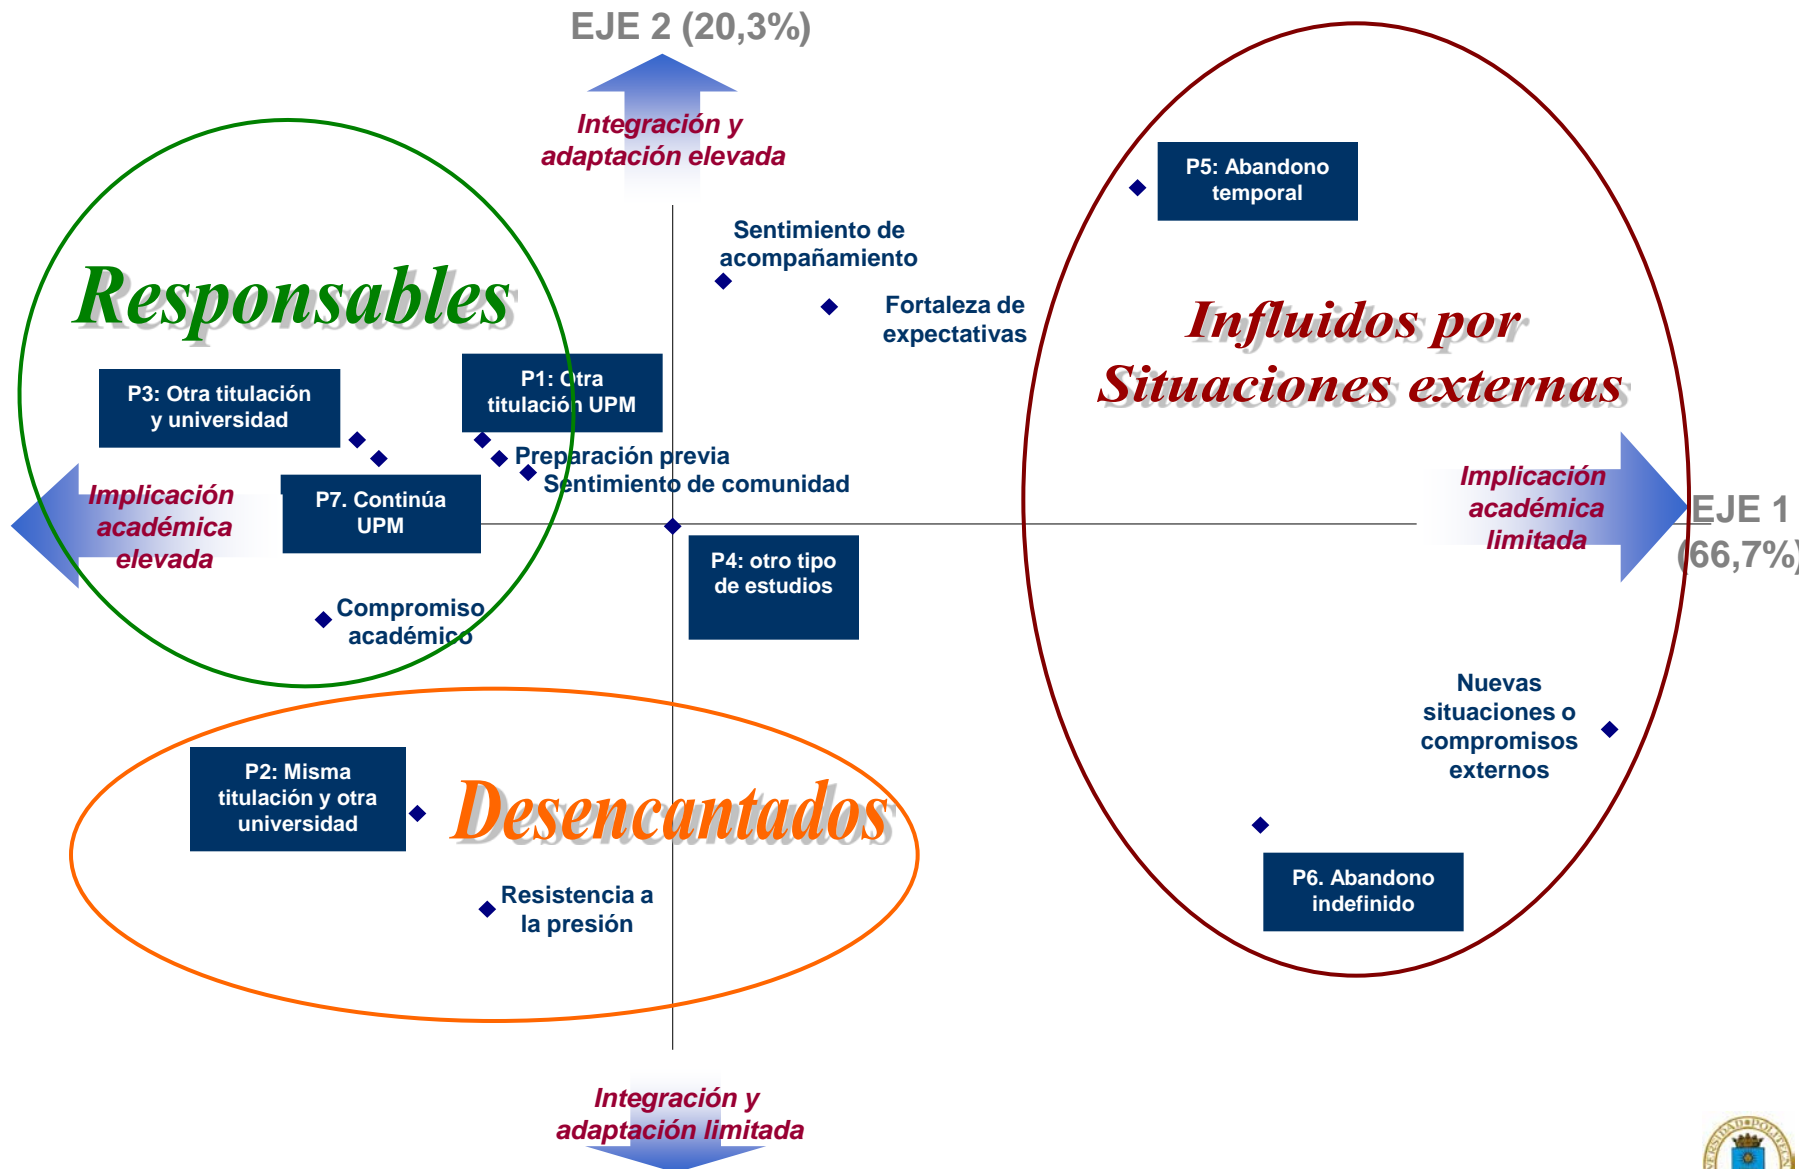 EJE 2 (20,3%)
Integración y
adaptación elevada
P5: Abandono
temporal
Sentimiento de
acompañamiento
Responsables
Fortaleza de
expectativas
Influidos por
Situaciones externas
P3: Otra titulación
y universidad
P1: Otra
titulación UPM
Preparación previa
Sentimiento de comunidad
Implicación
académica
elevada
P7. Continúa
UPM
Implicación
académica
limitada
EJE 1
(66,7%)
P4: otro tipo
de estudios
Compromiso
académico
Nuevas
situaciones o
compromisos
externos
P2: Misma
titulación y otra
universidad
Desencantados
Resistencia a
la presión
P6. Abandono
indefinido
Integración y
adaptación limitada